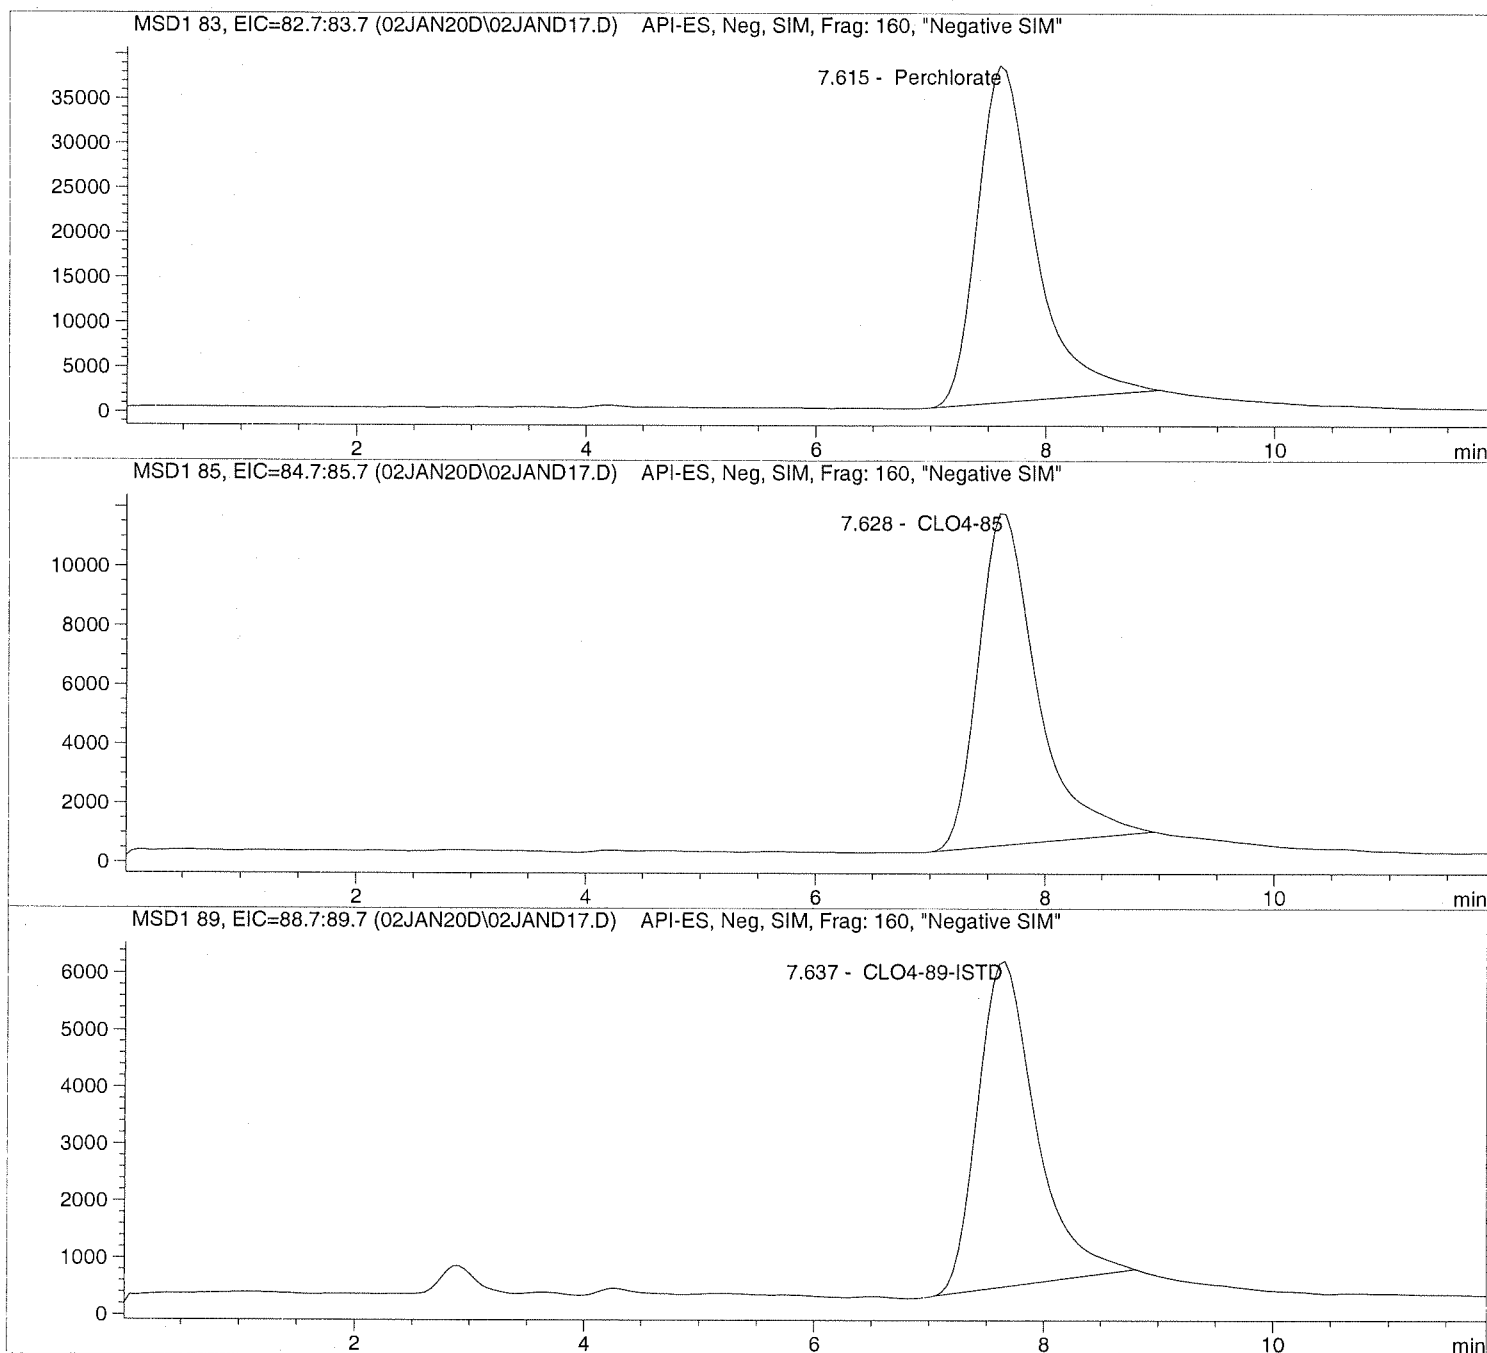 MSD1 83, EIC=82.7:83.7 (02JAN20D\02JAND17.D) API-ES, Neg, SIM, Frag: 160, "Negative SIM"
7.615 - Perchlorate
35000
30000
25000
20000
15000
10000
5000
0
2 4 6 8 10 min
MSD1 85, EIC=84.7:85.7 (02JAN20D\02JAND17.D) API-ES, Neg, SIM, Frag: 160, "Negative SIM"
7.628 - CLO4-85
10000
8000
6000
4000
2000
0
2 4 6 8 10 min
MSD1 89, EIC=88.7:89.7 (02JAN20D\02JAND17.D) API-ES, Neg, SIM, Frag: 160, "Negative SIM"
7.637 - CLO4-89-ISTD
6000
5000
4000
3000
2000
1000
0
2 4 6 8 10 min